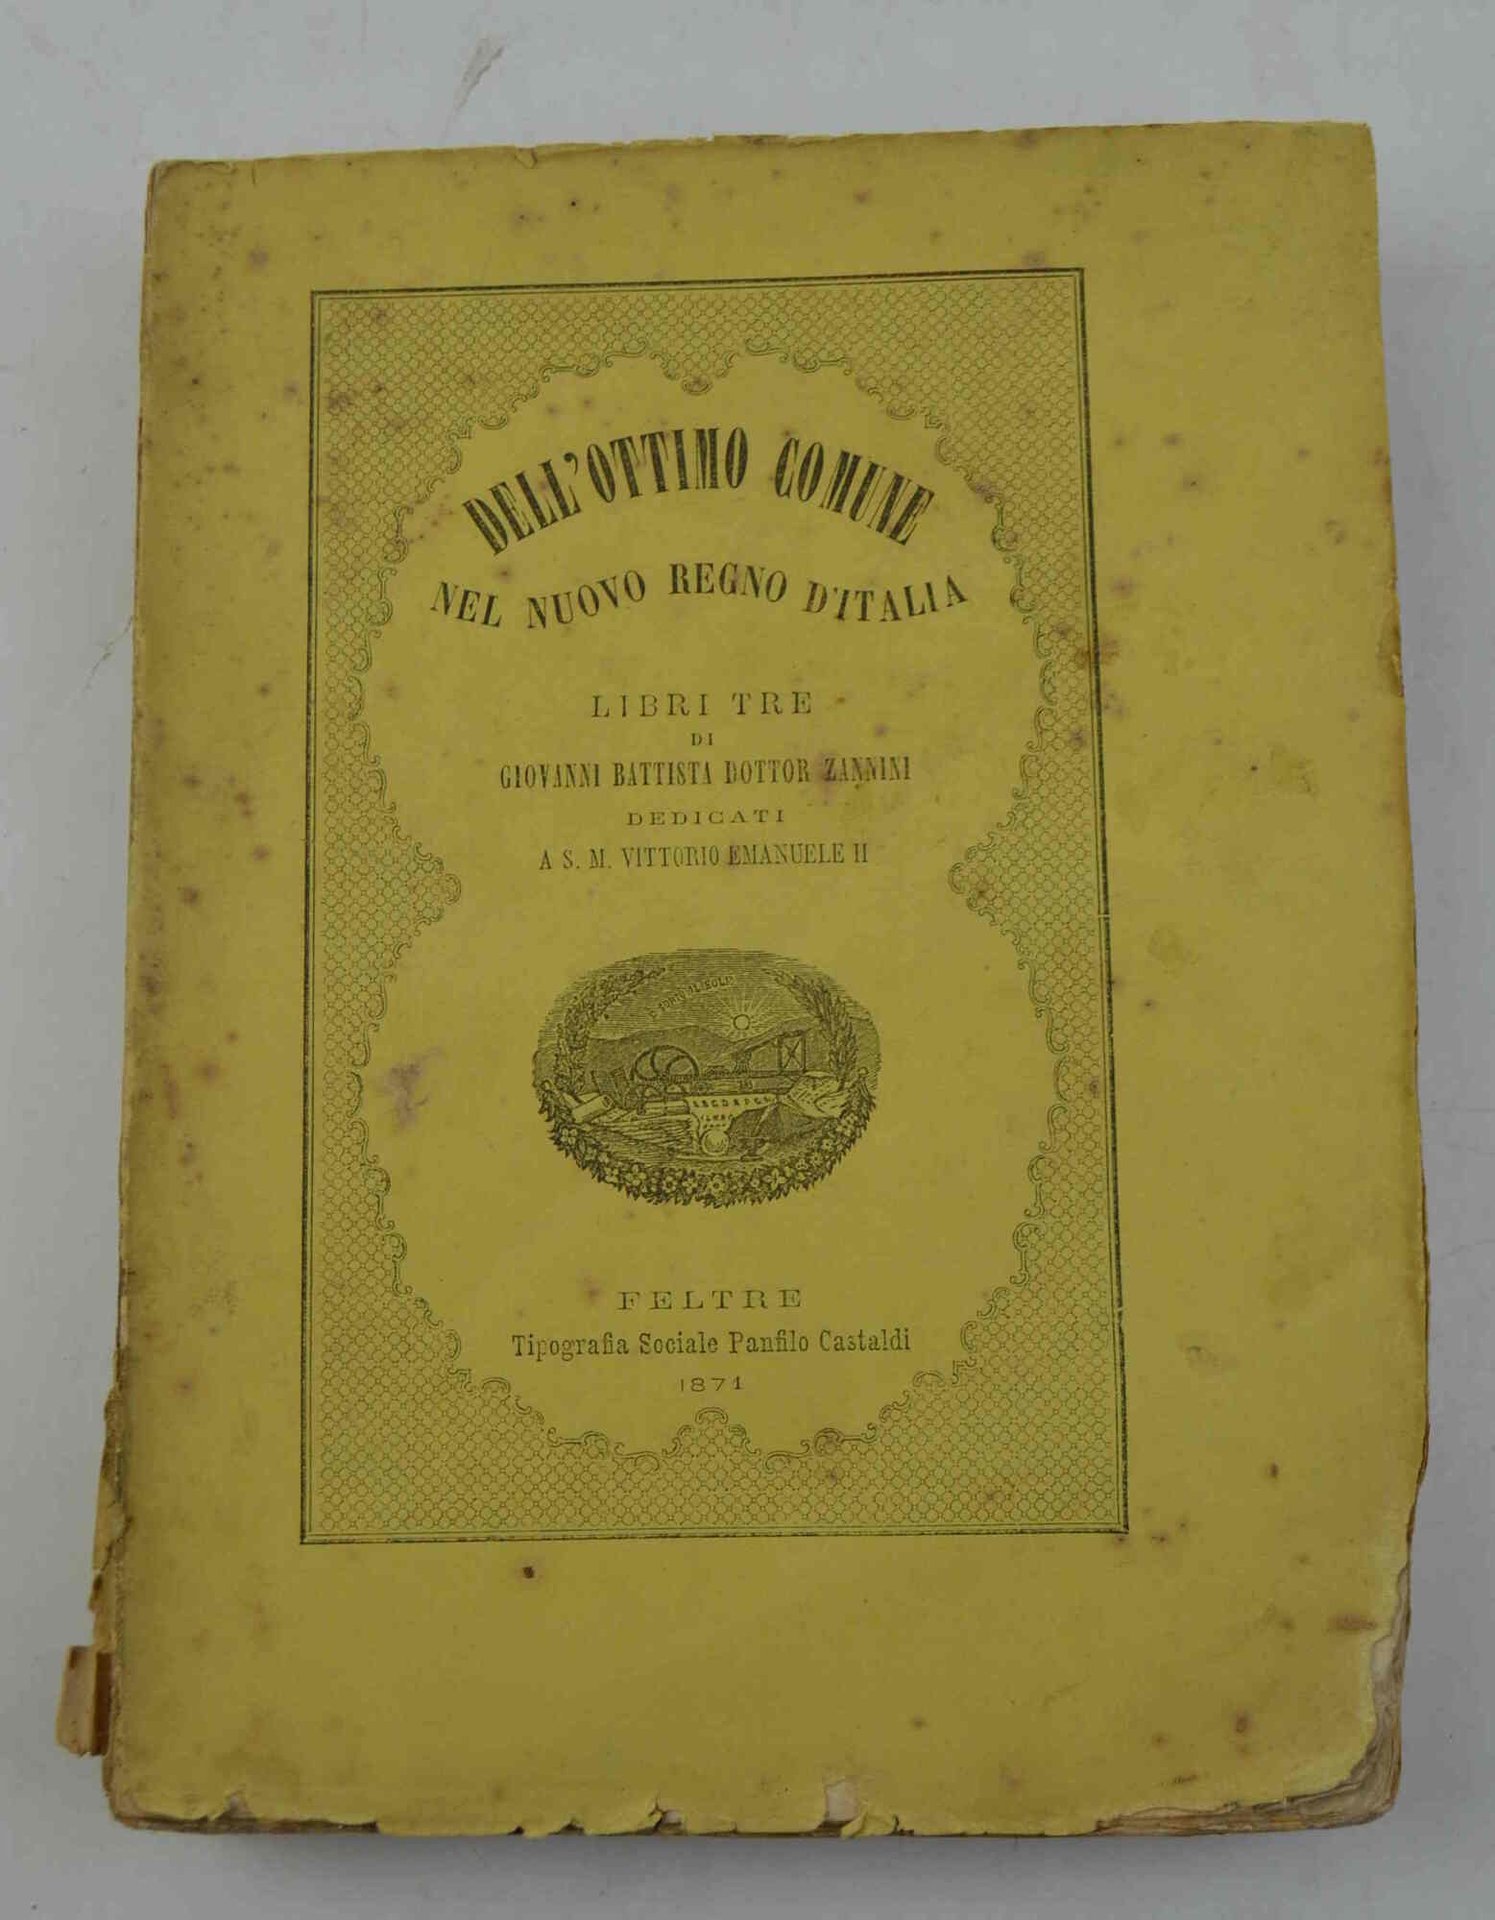 DELL'OTTIMO COMUNE
NEL NUOVO REGNO D'ITALIA
LIBRI TRE
DI
GIOVANNI BATTISTA DOTTOR ZANNINI
DEDICATI
A S. M. VITTORIO EMANUELE II
FELTRE
Tipografia Sociale Panfilo Castaldi
1871